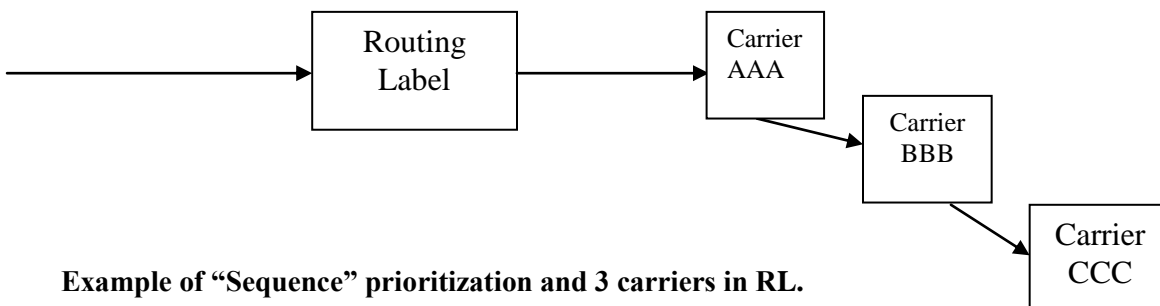 Routing
Label
Carrier
AAA
Carrier
BBB
Carrier
CCC
Example of “Sequence” prioritization and 3 carriers in RL.